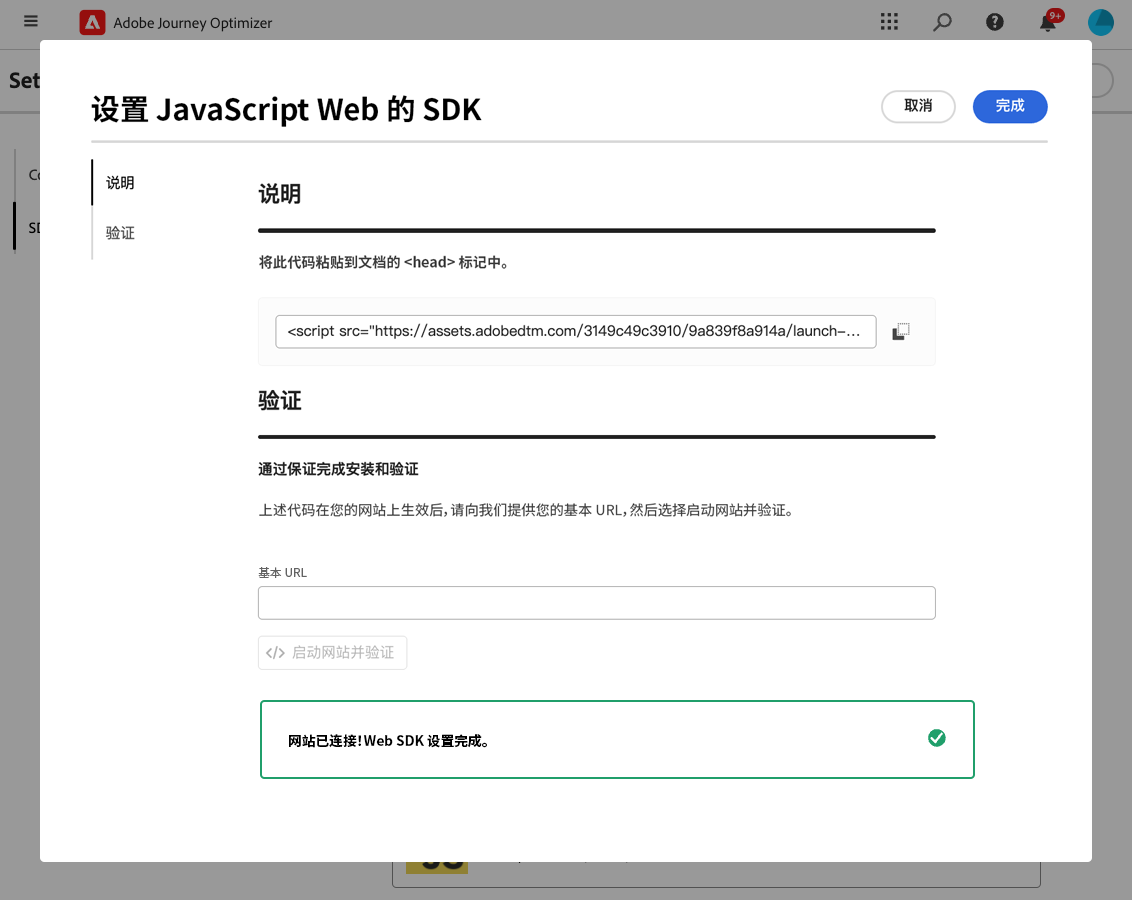 Adobe Journey Optimizer
9+
Set
设置 JavaScript Web 的 SDK
取消
完成
说明
验证
说明
将此代码粘贴到文档的 <head> 标记中。
<script src="https://assets.adobedtm.com/3149c49c3910/9a839f8a914a/launch-...
验证
通过保证完成安装和验证
上述代码在您的网站上生效后，请向我们提供您的基本 URL，然后选择启动网站并验证。
基本 URL
</> 启动网站并验证
网站已连接！Web SDK 设置完成。